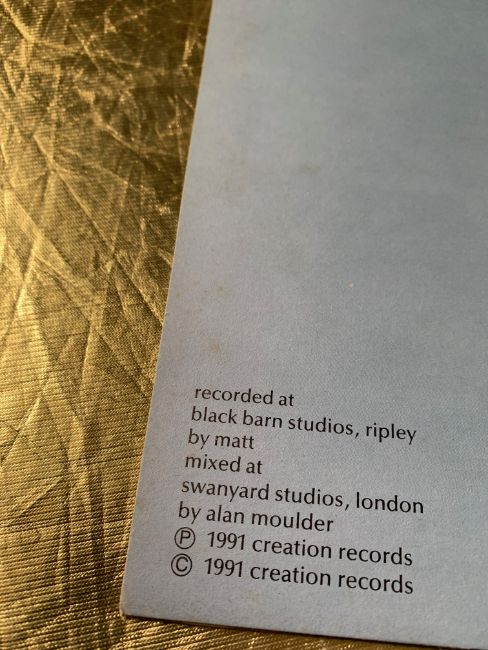 recorded at
black barn studios, ripley
by matt
mixed at
swanyard studios, london
by alan moulder
Ⓟ 1991 creation records
© 1991 creation records